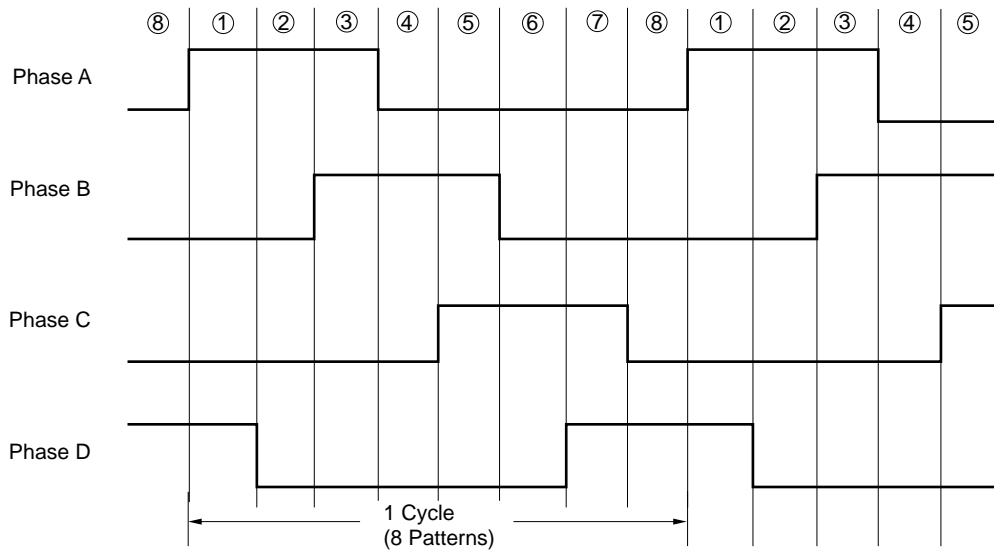 ⑧ ① ② ③ ④ ⑤ ⑥ ⑦ ⑧ ① ② ③ ④ ⑤
Phase A
Phase B
Phase C
Phase D
1 Cycle
(8 Patterns)